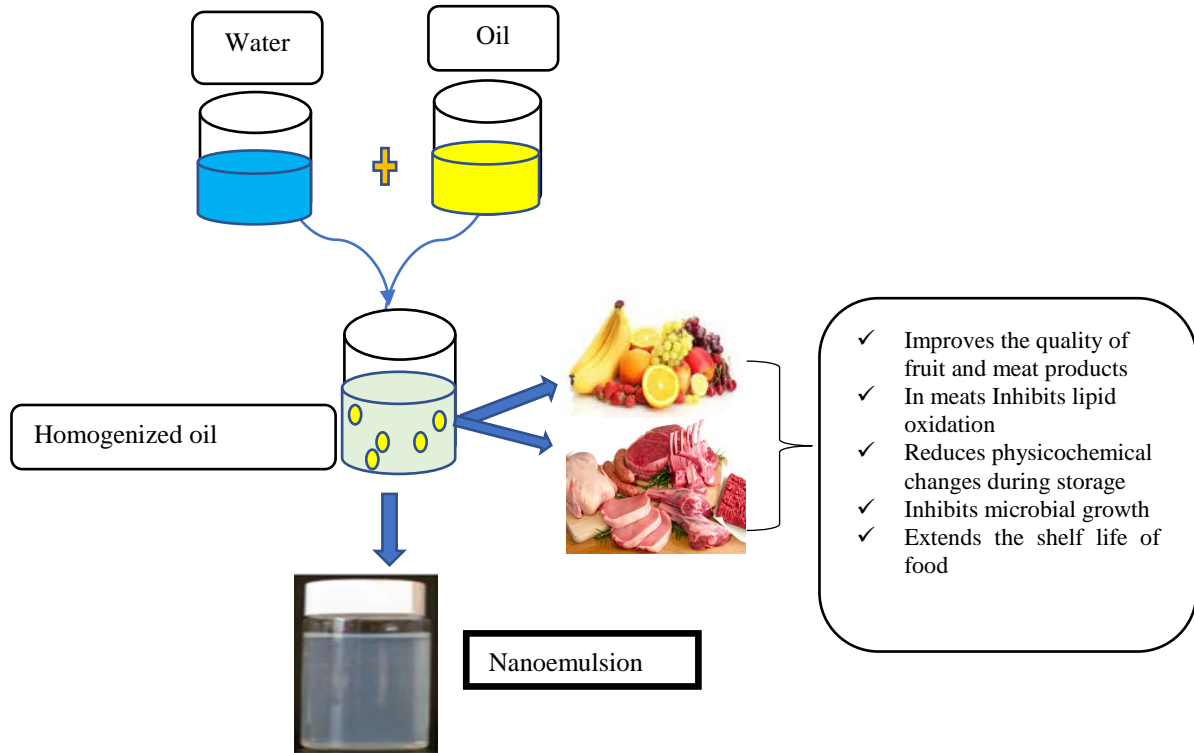 Water
Oil
Homogenized oil
✓ Improves the quality of
fruit and meat products
✓ In meats Inhibits lipid
oxidation
✓ Reduces physicochemical
changes during storage
✓ Inhibits microbial growth
✓ Extends the shelf life of
food
Nanoemulsion